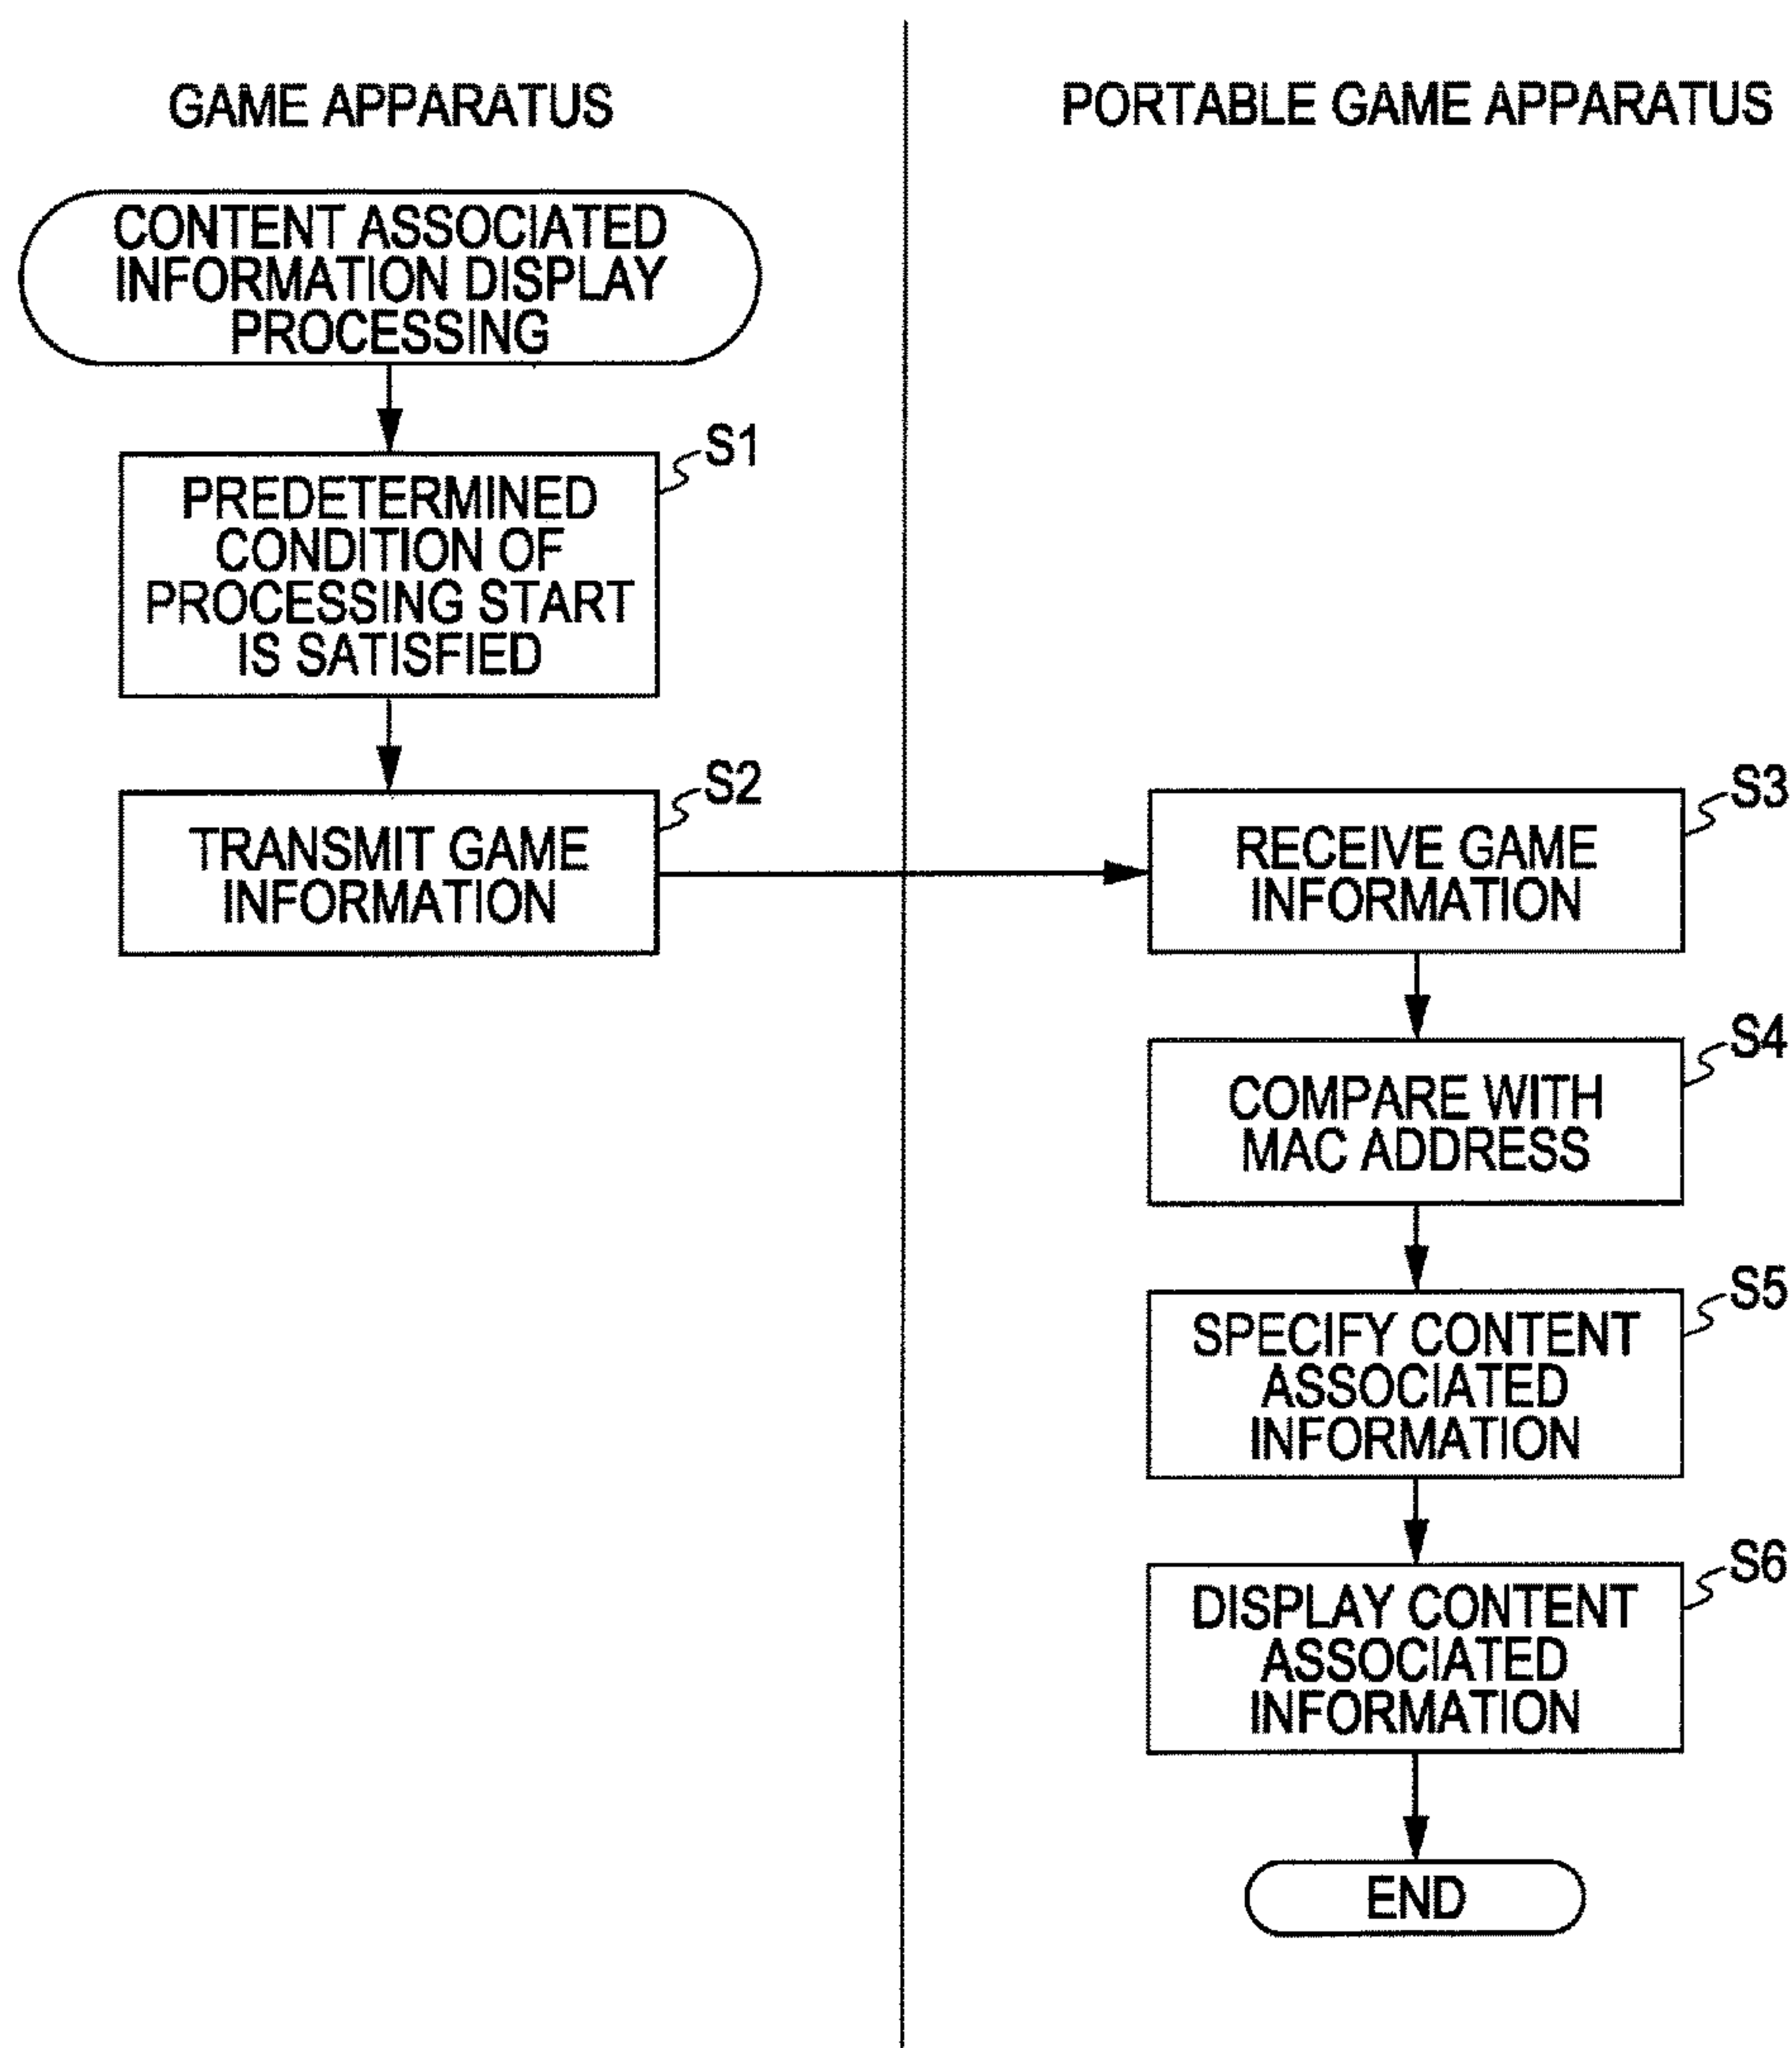 GAME APPARATUS
CONTENT ASSOCIATED
INFORMATION DISPLAY
PROCESSING
S1
PREDETERMINED
CONDITION OF
PROCESSING START
IS SATISFIED
S2
TRANSMIT GAME
INFORMATION
PORTABLE GAME APPARATUS
S3
RECEIVE GAME
INFORMATION
S4
COMPARE WITH
MAC ADDRESS
S5
SPECIFY CONTENT
ASSOCIATED
INFORMATION
S6
DISPLAY CONTENT
ASSOCIATED
INFORMATION
END